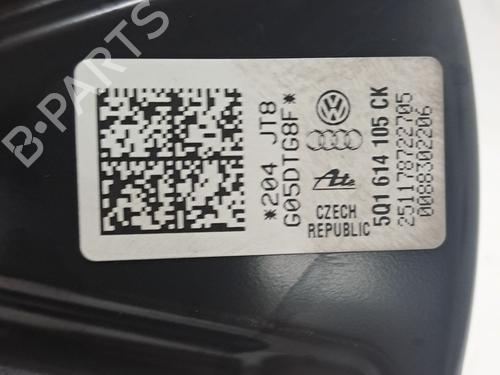 *204 JT8
G05DTG8F*
Ate
CZECH
REPUBLIC
5Q1 614 105 CK
25117872705
0088302206
B-PARTS